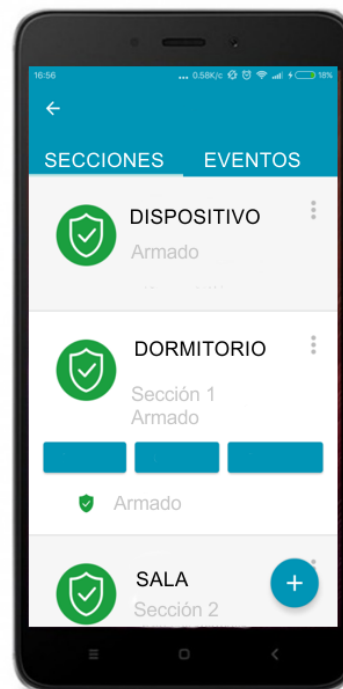 16:56
... 0.58K/c 18%
SECCIONES EVENTOS
DISPOSITIVO
Armado
DORMITORIO
Sección 1
Armado
Armado
SALA
Sección 2